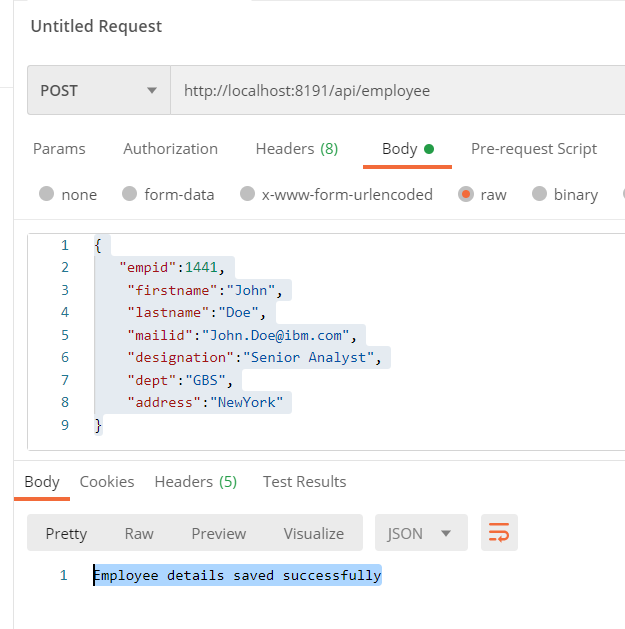 Untitled Request
POST http://localhost:8191/api/employee
Params Authorization Headers (8) Body Pre-request Script
none form-data x-www-form-urlencoded raw binary
1 {
2 "empid":1441,
3 "firstname":"John",
4 "lastname":"Doe",
5 "mailid":"John.Doe@ibm.com",
6 "designation":"Senior Analyst",
7 "dept":"GBS",
8 "address":"NewYork"
9 }
Body Cookies Headers (5) Test Results
Pretty Raw Preview Visualize JSON
1 Employee details saved successfully